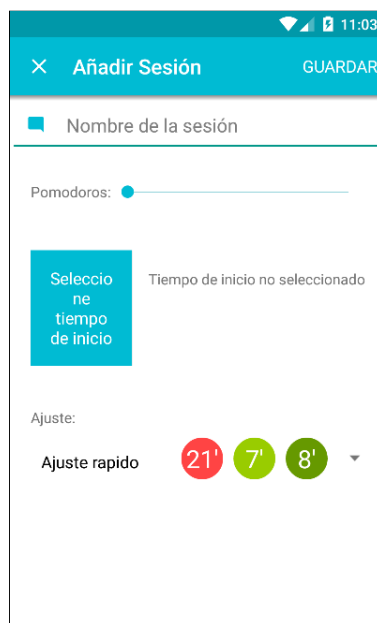 11:03
Añadir Sesión GUARDAR
Nombre de la sesión
Pomodoros:
Seleccio
ne
tiempo
de inicio
Tiempo de inicio no seleccionado
Ajuste:
Ajuste rapido 21' 7' 8'